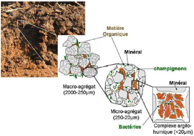 Matière
Organique
Minéral
champignons
Minéral
Macro-agrégat
(2000-250µm)
Micro-agrégat
(250-20µm)
Bactéries
Complexe argilo-
humique (<20µm)